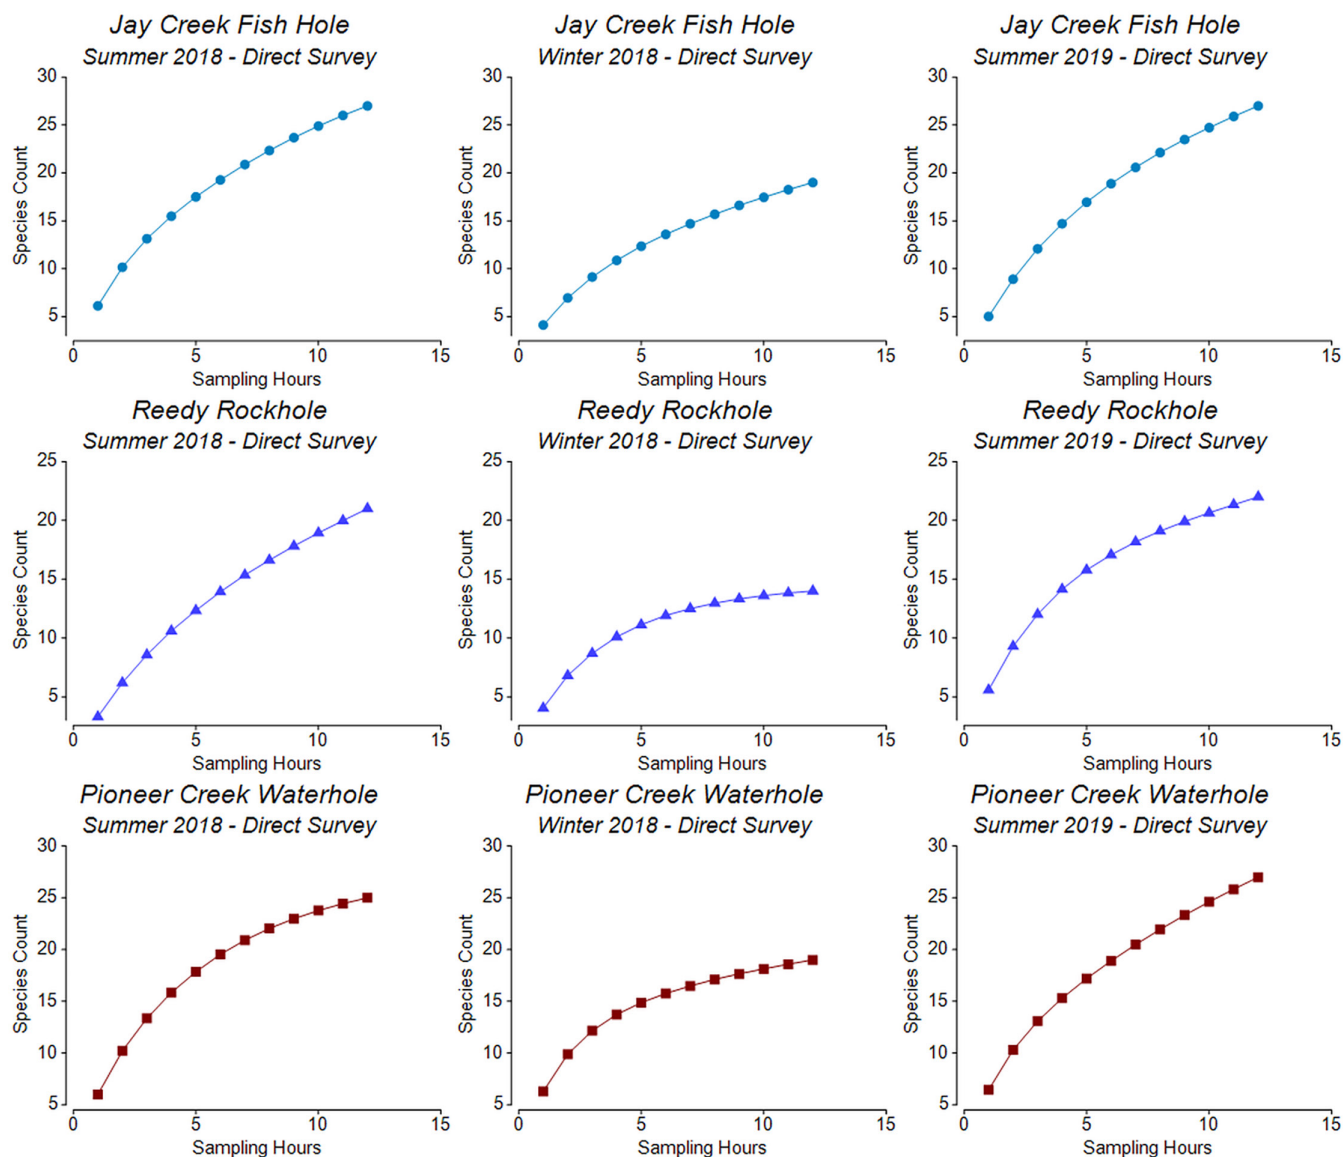 Jay Creek Fish Hole
Summer 2018 - Direct Survey
30
25
20
15
10
5
Species Count
0 5 10 15
Sampling Hours
Jay Creek Fish Hole
Winter 2018 - Direct Survey
30
25
20
15
10
5
Species Count
0 5 10 15
Sampling Hours
Jay Creek Fish Hole
Summer 2019 - Direct Survey
30
25
20
15
10
5
Species Count
0 5 10 15
Sampling Hours
Reedy Rockhole
Summer 2018 - Direct Survey
25
20
15
10
5
Species Count
0 5 10 15
Sampling Hours
Reedy Rockhole
Winter 2018 - Direct Survey
25
20
15
10
5
Species Count
0 5 10 15
Sampling Hours
Reedy Rockhole
Summer 2019 - Direct Survey
25
20
15
10
5
Species Count
0 5 10 15
Sampling Hours
Pioneer Creek Waterhole
Summer 2018 - Direct Survey
30
25
20
15
10
5
Species Count
0 5 10 15
Sampling Hours
Pioneer Creek Waterhole
Winter 2018 - Direct Survey
30
25
20
15
10
5
Species Count
0 5 10 15
Sampling Hours
Pioneer Creek Waterhole
Summer 2019 - Direct Survey
30
25
20
15
10
5
Species Count
0 5 10 15
Sampling Hours